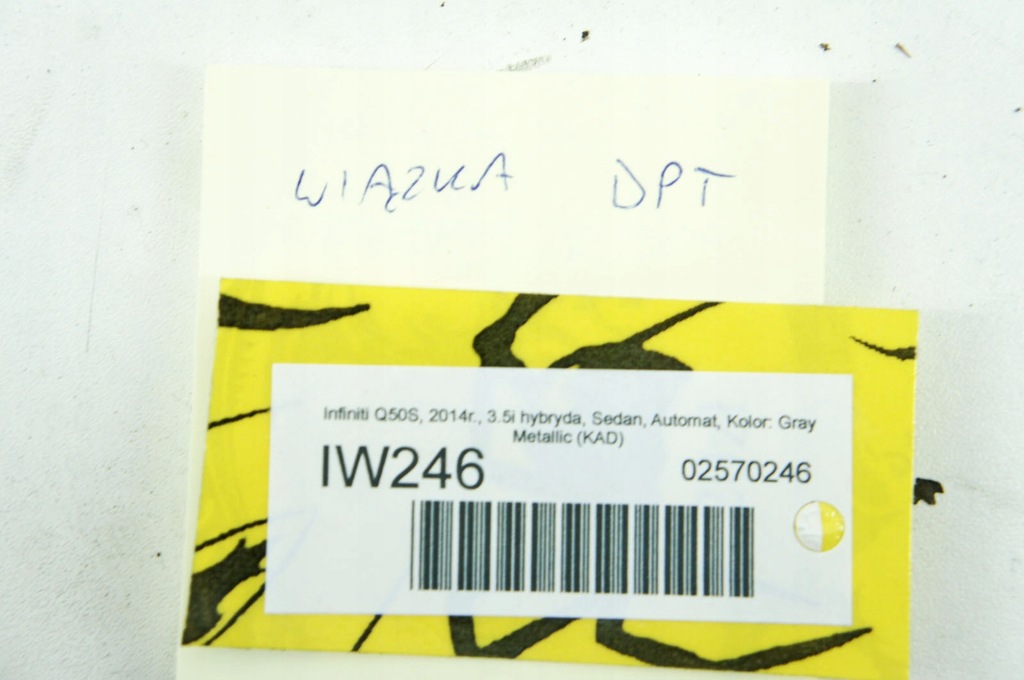 WIĄZKA DPT
Infiniti Q50S, 2014r., 3.5i hybryda, Sedan, Automat, Kolor: Gray
Metallic (KAD)
IW246 02570246